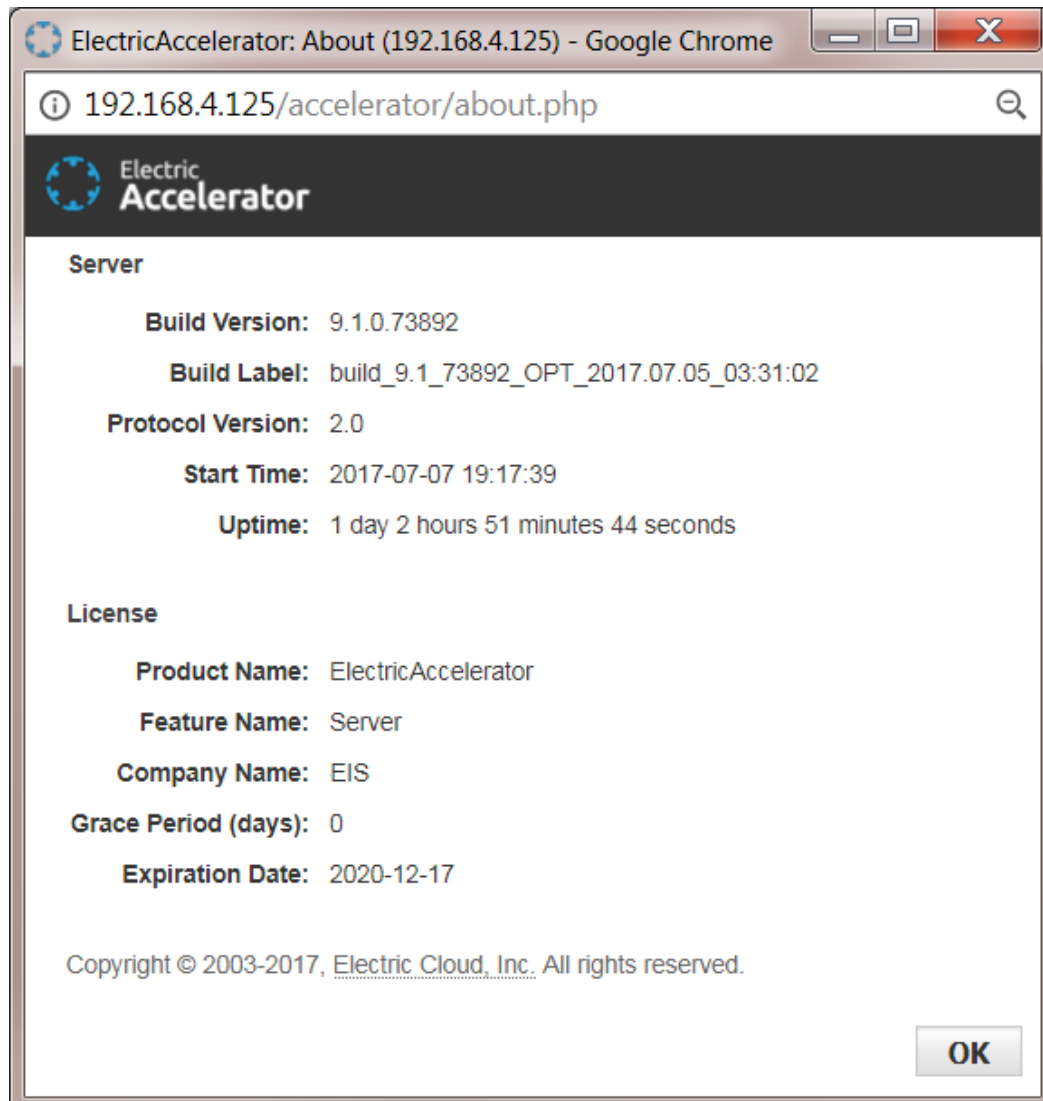 ElectricAccelerator: About (192.168.4.125) - Google Chrome
192.168.4.125/accelerator/about.php
Electric
Accelerator
Server
Build Version: 9.1.0.73892
Build Label: build_9.1_73892_OPT_2017.07.05_03:31:02
Protocol Version: 2.0
Start Time: 2017-07-07 19:17:39
Uptime: 1 day 2 hours 51 minutes 44 seconds
License
Product Name: ElectricAccelerator
Feature Name: Server
Company Name: EIS
Grace Period (days): 0
Expiration Date: 2020-12-17
Copyright © 2003-2017, Electric Cloud, Inc. All rights reserved.
OK